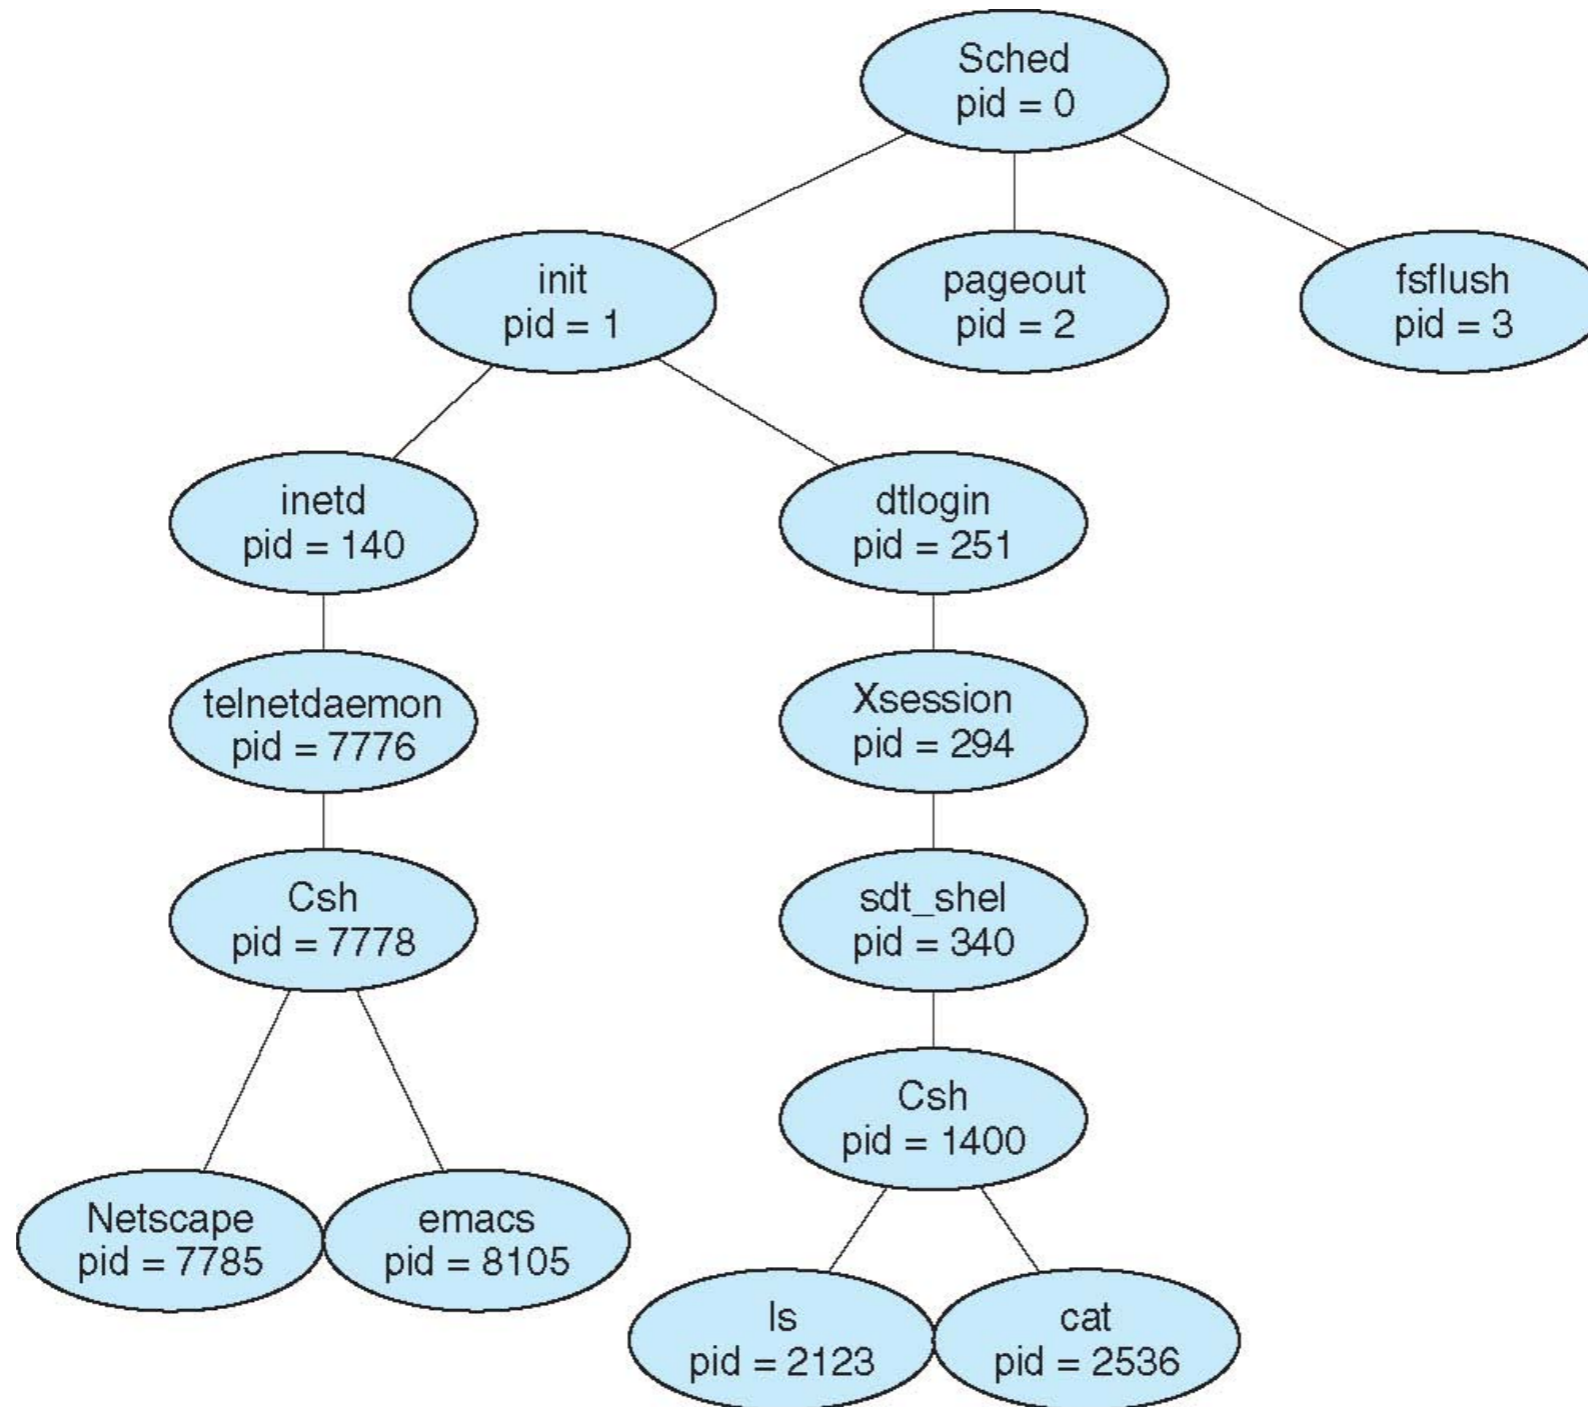 Sched
pid = 0
init
pid = 1
pageout
pid = 2
fsflush
pid = 3
inetd
pid = 140
dtlogin
pid = 251
telnetdaemon
pid = 7776
Xsession
pid = 294
Csh
pid = 7778
sdt_shel
pid = 340
Csh
pid = 1400
Netscape
pid = 7785
emacs
pid = 8105
ls
pid = 2123
cat
pid = 2536